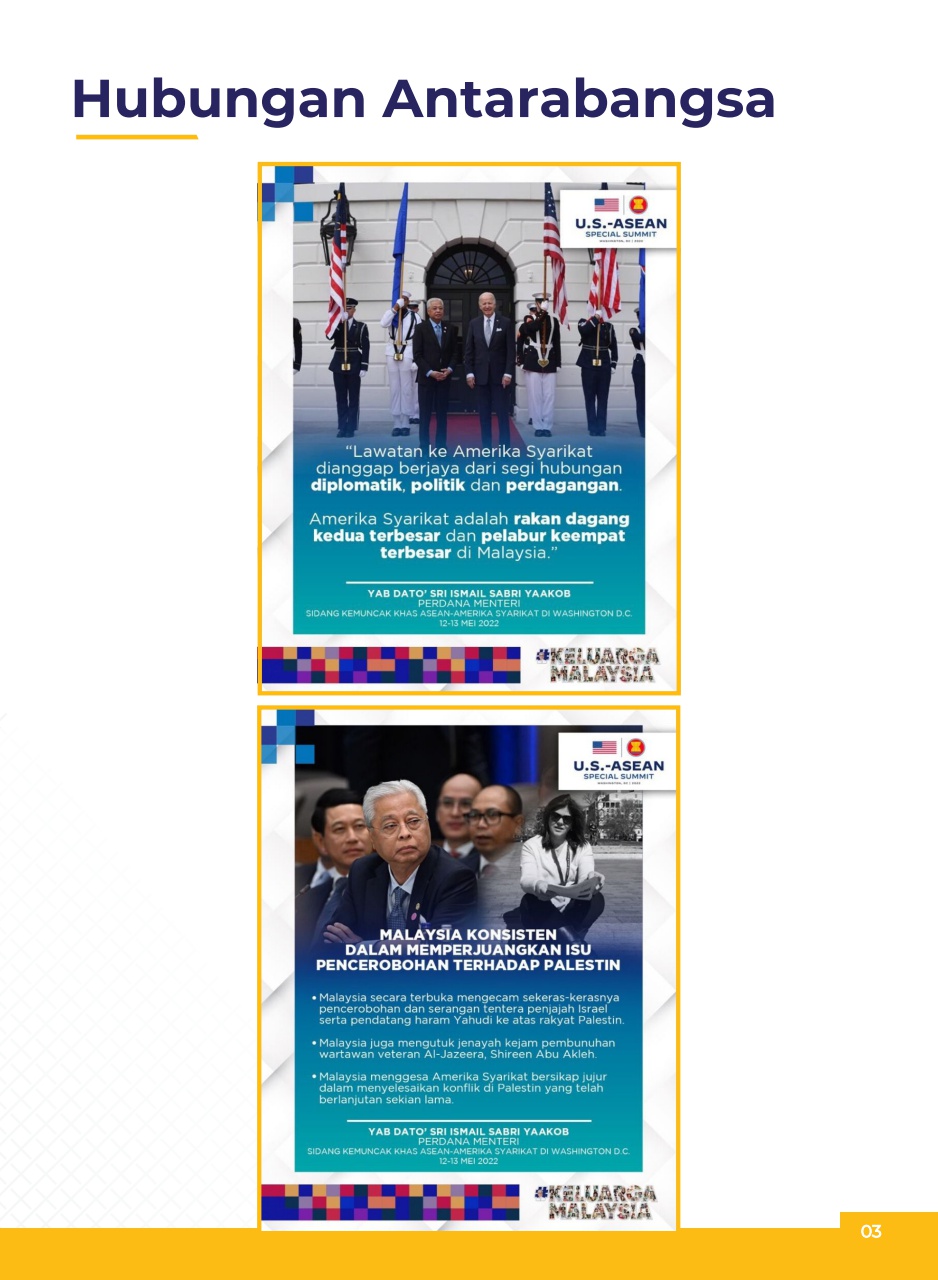 Hubungan Antarabangsa
U.S.-ASEAN
SPECIAL SUMMIT
WASHINGTON, DC | 2022
“Lawatan ke Amerika Syarikat
dianggap berjaya dari segi hubungan
diplomatik, politik dan perdagangan.
Amerika Syarikat adalah rakan dagang
kedua terbesar dan pelabur keempat
terbesar di Malaysia.”
YAB DATO’ SRI ISMAIL SABRI YAAKOB
PERDANA MENTERI
SIDANG KEMUNCAK KHAS ASEAN-AMERIKA SYARIKAT DI WASHINGTON D.C.
12-13 MEI 2022
#KELUARGA
MALAYSIA
U.S.-ASEAN
SPECIAL SUMMIT
WASHINGTON, DC | 2022
MALAYSIA KONSISTEN
DALAM MEMPERJUANGKAN ISU
PENCEROBOHAN TERHADAP PALESTIN
• Malaysia secara terbuka mengecam sekeras-kerasnya
pencerobohan dan serangan tentera penjajah Israel
serta pendatang haram Yahudi ke atas rakyat Palestin.
• Malaysia juga mengutuk jenayah kejam pembunuhan
wartawan veteran Al-Jazeera, Shireen Abu Akleh.
• Malaysia menggesa Amerika Syarikat bersikap jujur
dalam menyelesaikan konflik di Palestin yang telah
berlanjutan sekian lama.
YAB DATO’ SRI ISMAIL SABRI YAAKOB
PERDANA MENTERI
SIDANG KEMUNCAK KHAS ASEAN-AMERIKA SYARIKAT DI WASHINGTON D.C.
12-13 MEI 2022
#KELUARGA
MALAYSIA
03